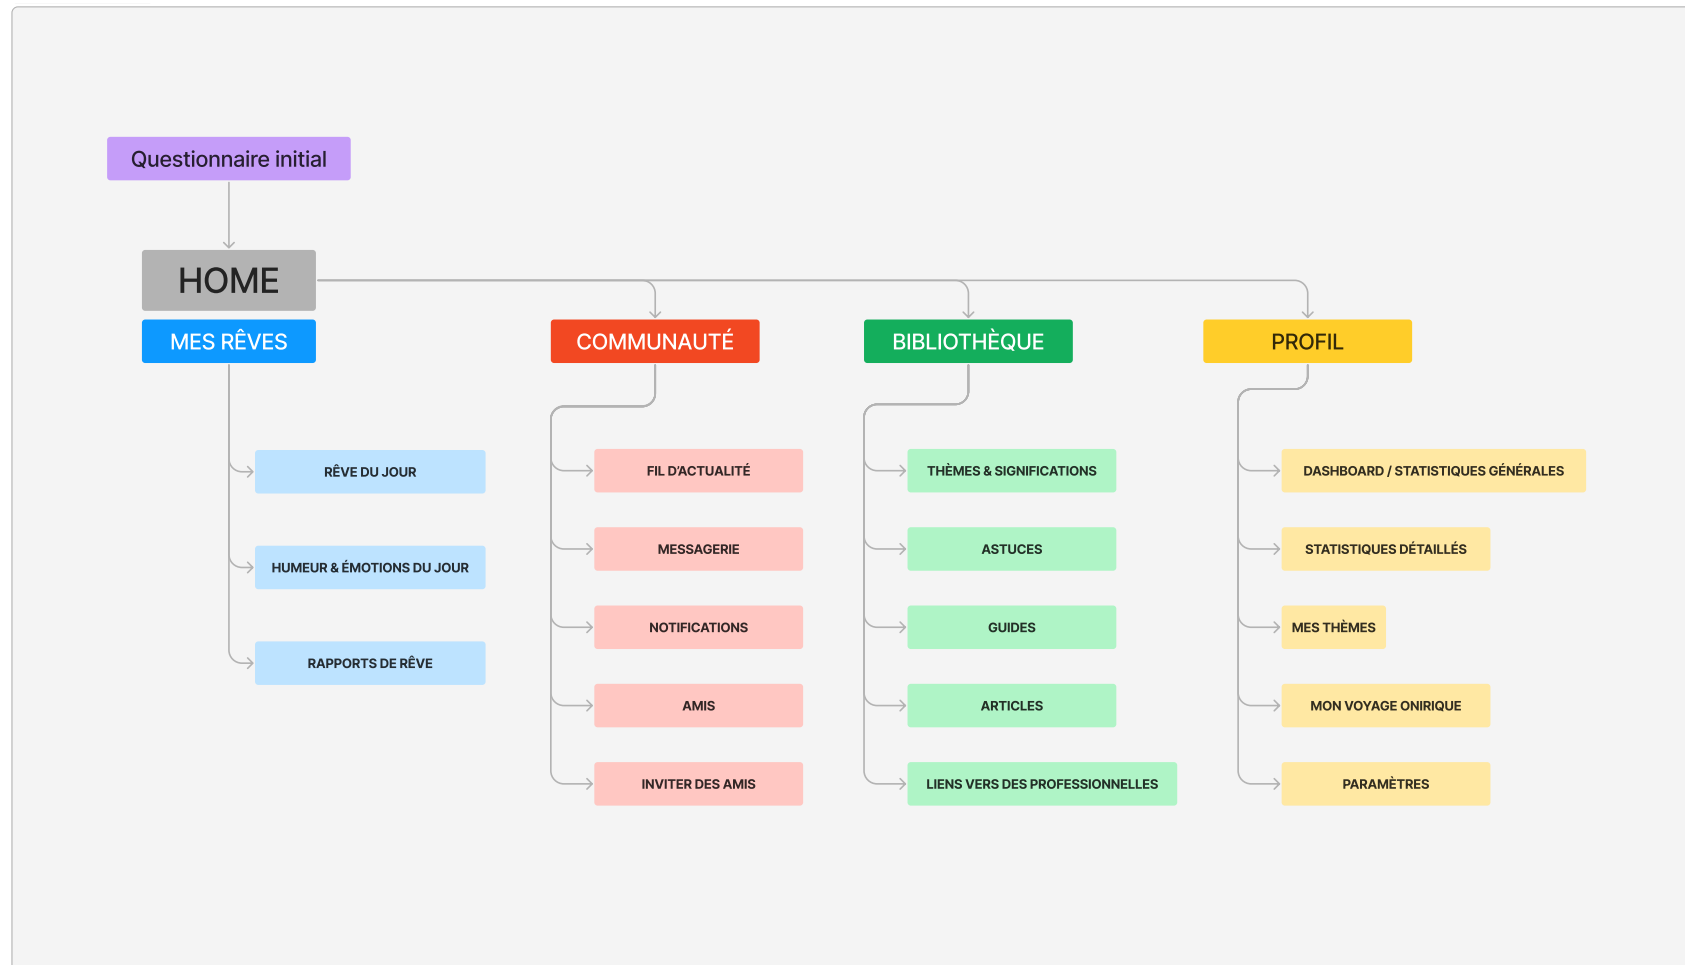 Questionnaire initial
HOME
MES RÊVES
RÊVE DU JOUR
HUMEUR & ÉMOTIONS DU JOUR
RAPPORTS DE RÊVE
COMMUNAUTÉ
FIL D'ACTUALITÉ
MESSAGERIE
NOTIFICATIONS
AMIS
INVITER DES AMIS
BIBLIOTHÈQUE
THÈMES & SIGNIFICATIONS
ASTUCES
GUIDES
ARTICLES
LIENS VERS DES PROFESSIONNELLES
PROFIL
DASHBOARD / STATISTIQUES GÉNÉRALES
STATISTIQUES DÉTAILLÉS
MES THÈMES
MON VOYAGE ONIRIQUE
PARAMÈTRES